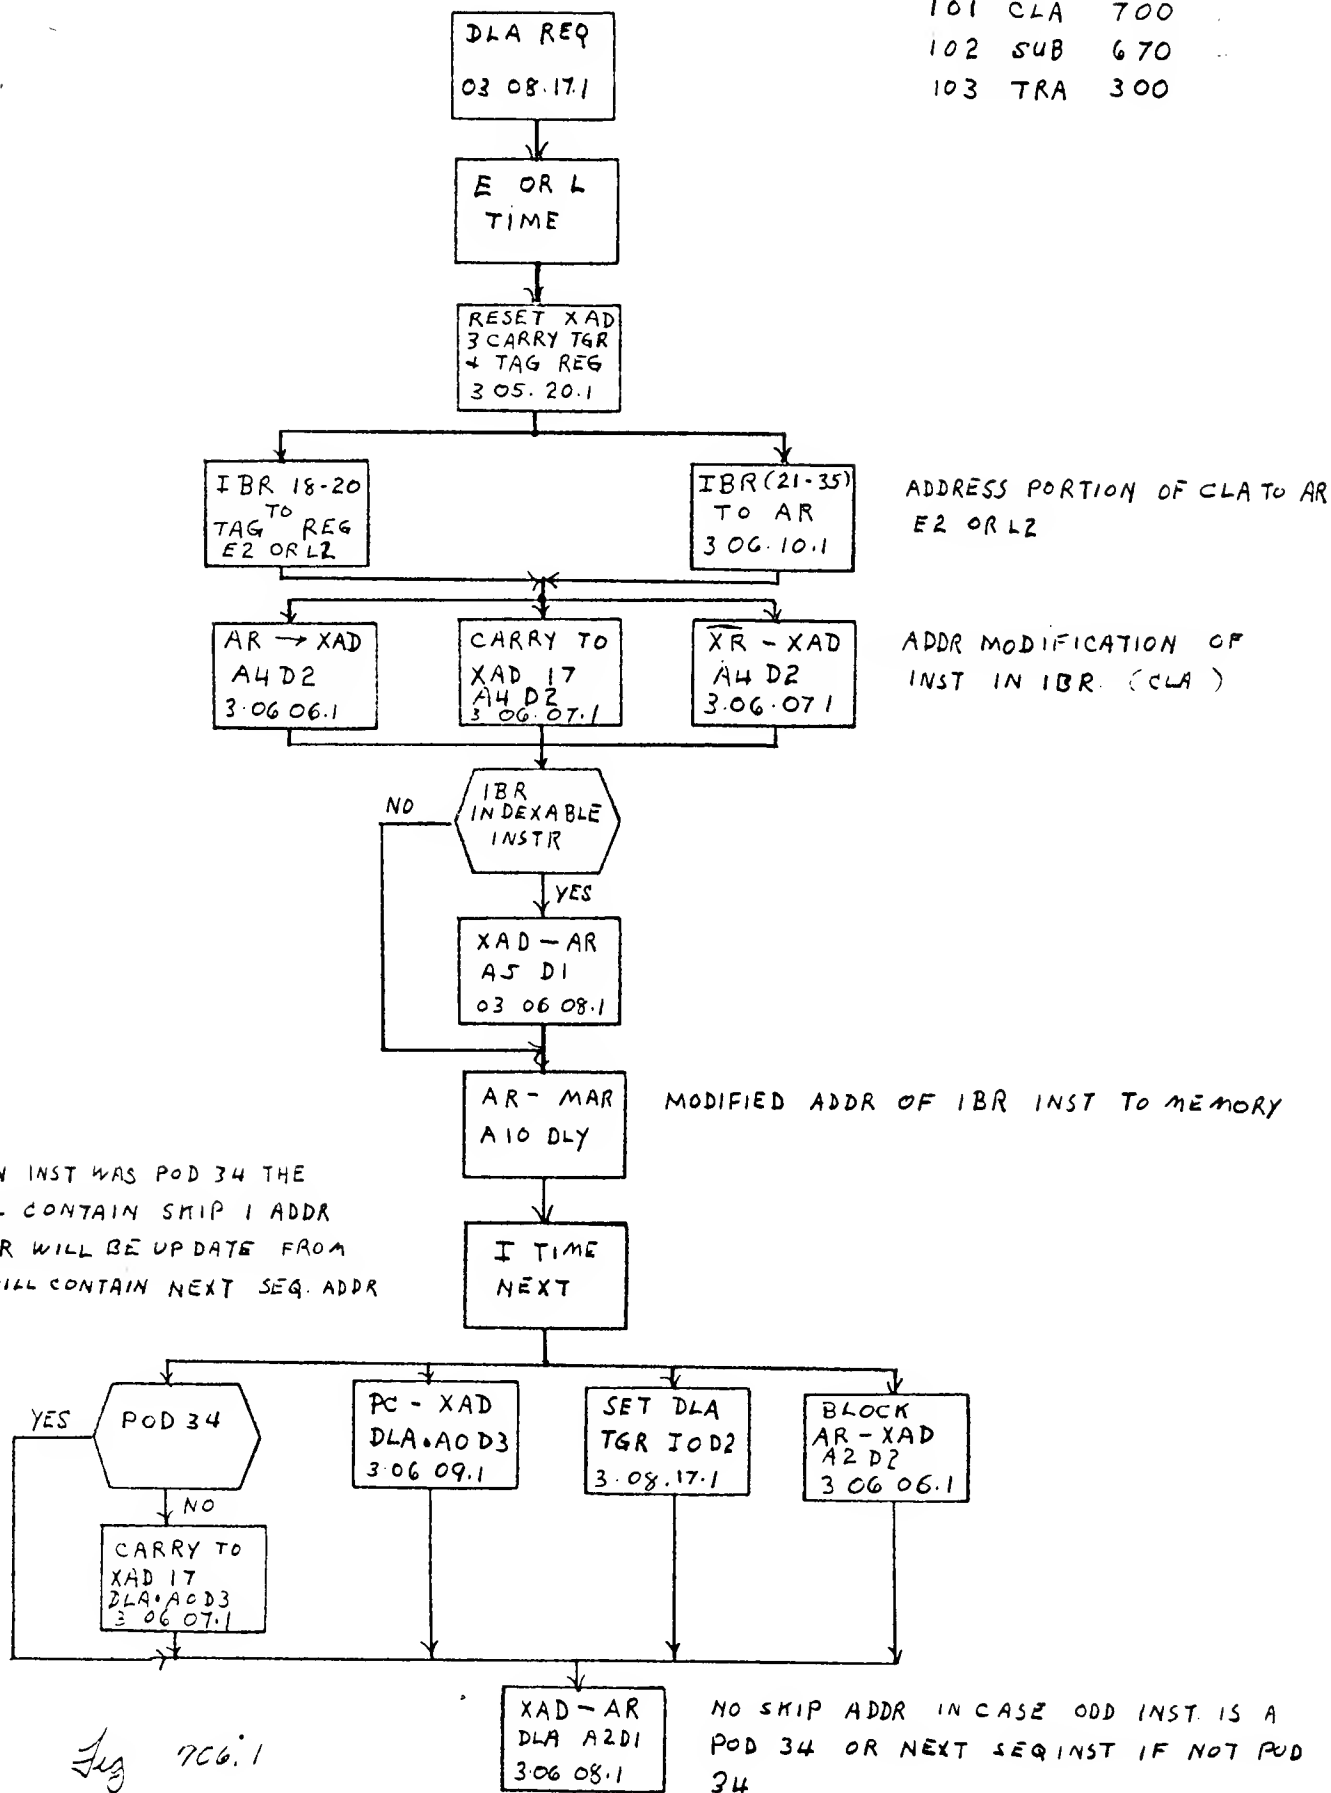 101 CLA 700
102 SUB 670
103 TRA 300
DLA REQ
03 08.17.1
E OR L
TIME
RESET XAD
3 CARRY TGR
& TAG REG
3 05.20.1
IBR 18-20
TO
TAG REG
E2 OR L2
IBR (21-35)
TO AR
3 06.10.1
ADDRESS PORTION OF CLA TO AR
E2 OR L2
AR → XAD
A4 D2
3.06 06.1
CARRY TO
XAD 17
A4 D2
3 06.07.1
X̅R̅ - XAD
A4 D2
3.06.07 1
ADDR MODIFICATION OF
INST IN IBR. (CLA)
IBR
INDEXABLE
INSTR
NO
YES
XAD - AR
A5 D1
03 06 08.1
AR - MAR
A10 DLY
MODIFIED ADDR OF IBR INST TO MEMORY
N INST WAS POD 34 THE
L CONTAIN SKIP 1 ADDR
R WILL BE UPDATE FROM
ILL CONTAIN NEXT SEQ. ADDR
I TIME
NEXT
YES
POD 34
NO
PC - XAD
DLA.A0 D3
3.06 09.1
SET DLA
TGR I0D2
3.08.17.1
BLOCK
AR - XAD
A2 D2
3 06 06.1
CARRY TO
XAD 17
DLA.A0D3
3 06 07.1
XAD - AR
DLA A2D1
3.06 08.1
NO SKIP ADDR IN CASE ODD INST. IS A
POD 34 OR NEXT SEQ INST IF NOT POD
34
Fig 7C6.1